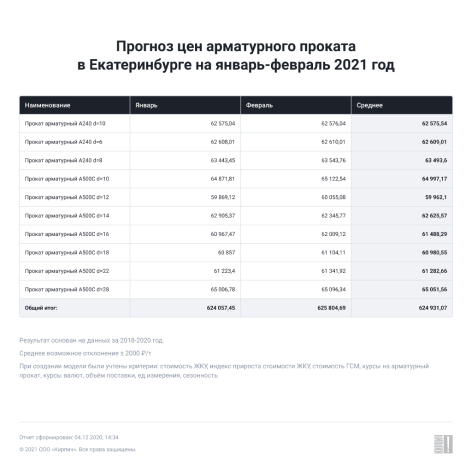 Прогноз цен арматурного проката
в Екатеринбурге на январь-февраль 2021 год
Наименование Январь Февраль Среднее
Прокат арматурный А240 d=10 62 575,04 62 576,04 62 575,54
Прокат арматурный А240 d=6 62 608,01 62 610,01 62 609,01
Прокат арматурный А240 d=8 63 443,45 63 543,76 63 493,6
Прокат арматурный А500С d=10 64 871,81 65 122,54 64 997,17
Прокат арматурный А500С d=12 59 869,12 60 055,08 59 962,1
Прокат арматурный А500С d=14 62 905,37 62 345,77 62 625,57
Прокат арматурный А500С d=16 60 967,47 62 009,12 61 488,29
Прокат арматурный А500С d=18 60 857 61 104,11 60 980,55
Прокат арматурный А500С d=22 61 223,4 61 341,92 61 282,66
Прокат арматурный А500С d=28 65 006,78 65 096,34 65 051,56
Общий итог: 624 057,45 625 804,69 624 931,07
Результат основан на данных за 2018-2020 год.
Среднее возможное отклонение ± 2000 ₽/т
При создании модели были учтены критерии: стоимость ЖКУ, индекс прироста стоимости ЖКУ, стоимость ГСМ, курсы на арматурный
прокат, курсы валют, объём поставки, ед.измерения, сезонность
Отчет сформирован: 04.12.2020, 14:34
© 2021 ООО «Кирпич». Все права защищены.